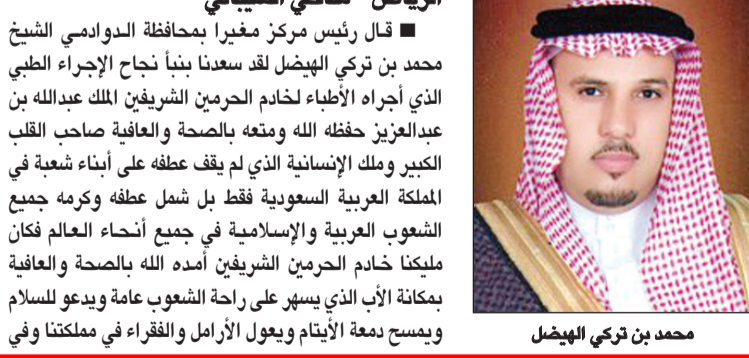 ■ قال رئيس مركز مغيرا بمحافظة الدوادمي الشيخ
محمد بن تركي الهيضل لقد سعدنا بنبأ نجاح الإجراء الطبي
الذي أجراه الأطباء لخادم الحرمين الشريفين الملك عبدالله بن
عبدالعزيز حفظه الله ومتعه بالصحة والعافية صاحب القلب
الكبير وملك الإنسانية الذي لم يقف عطفه على أبناء شعبة في
المملكة العربية السعودية فقط بل شمل عطفه وكرمه جميع
الشعوب العربية والإسلامية في جميع أنحاء العالم فكان
مليكنا خادم الحرمين الشريفين أمده الله بالصحة والعافية
بمكانة الأب الذي يسهر على راحة الشعوب عامة ويدعو للسلام
ويمسح دمعة الأيتام ويعول الأرامل والفقراء في مملكتنا وفي
محمد بن تركي الهيضل